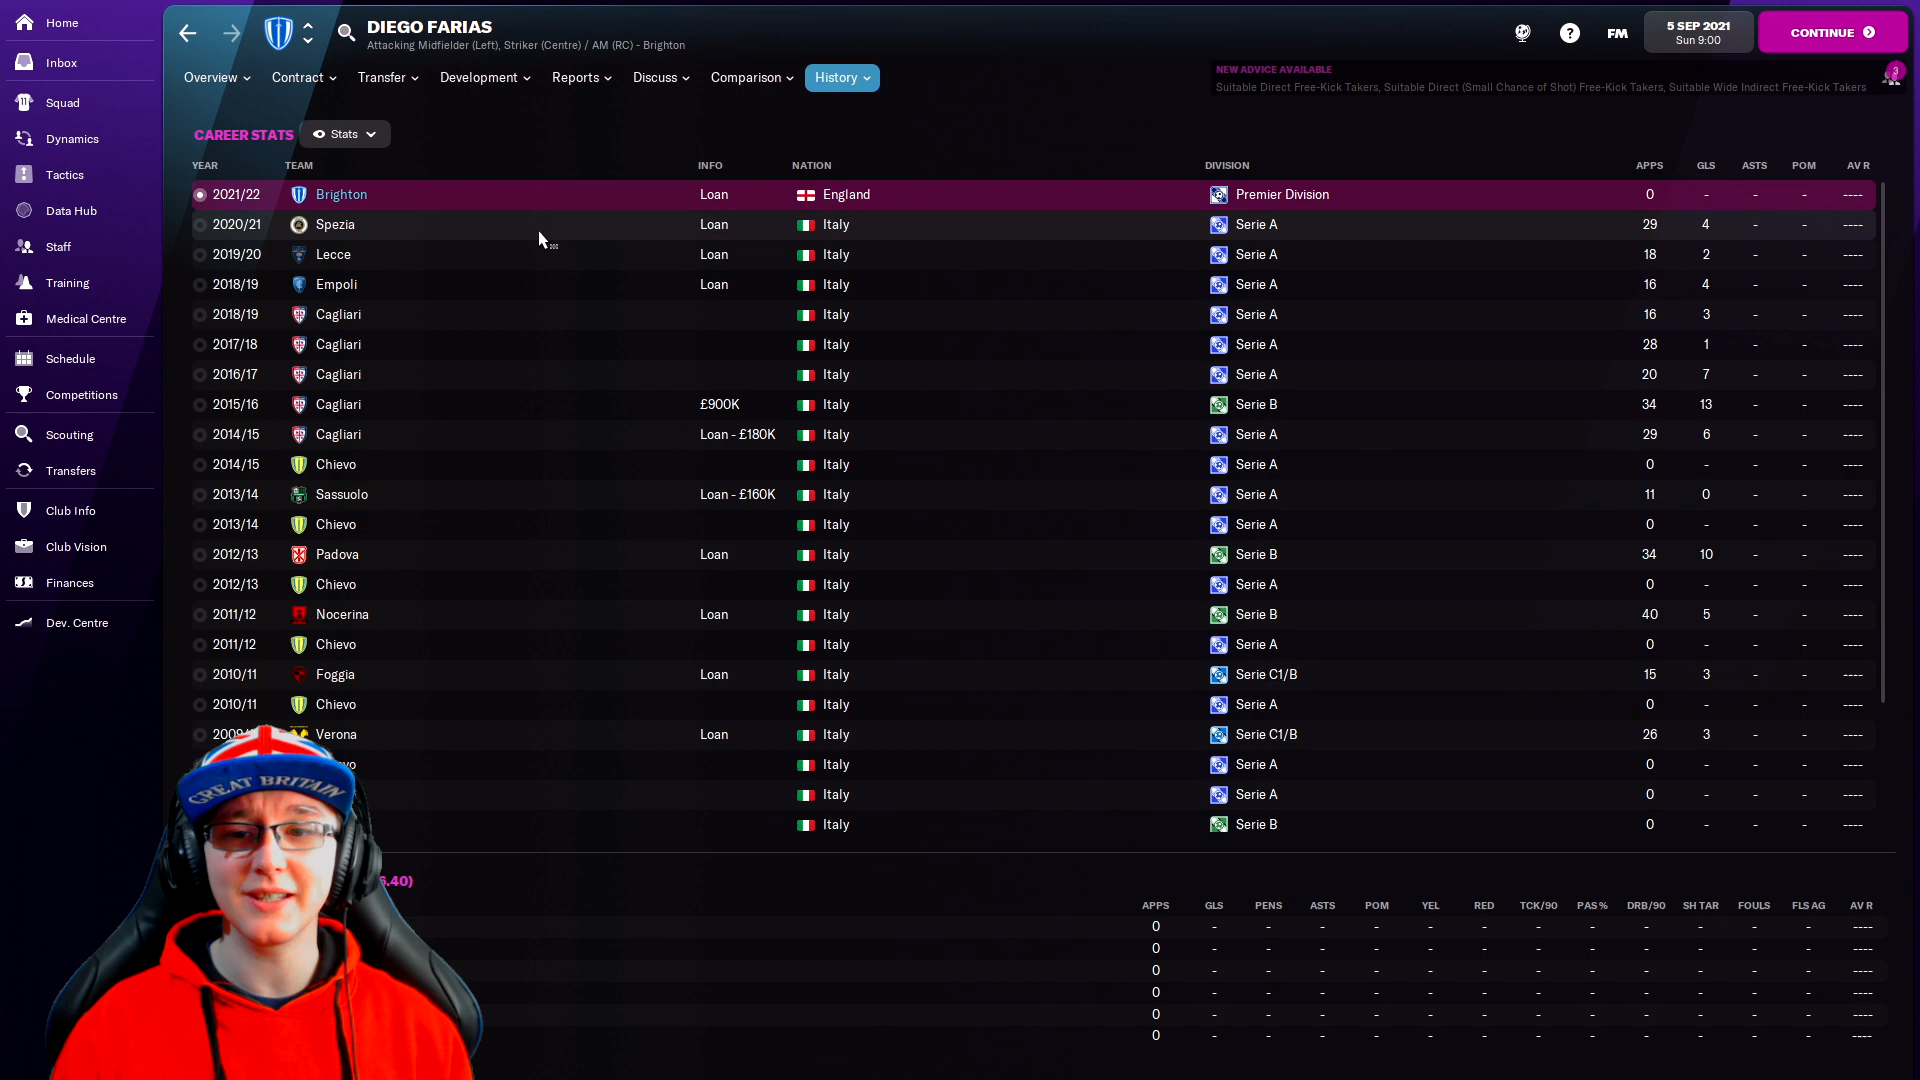 Home
Inbox
Squad
Dynamics
Tactics
Data Hub
Staff
Training
Medical Centre
Schedule
Competitions
Scouting
Transfers
Club Info
Club Vision
Finances
Dev. Centre
DIEGO FARIAS
Attacking Midfielder (Left), Striker (Centre) / AM (RC) - Brighton
FM
5 SEP 2021
Sun 9:00
CONTINUE
Overview Contract Transfer Development Reports Discuss Comparison History
NEW ADVICE AVAILABLE
Suitable Direct Free-Kick Takers, Suitable Direct (Small Chance of Shot) Free-Kick Takers, Suitable Wide Indirect Free-Kick Takers
3
CAREER STATS Stats
YEAR TEAM INFO NATION DIVISION APPS GLS ASTS POM AV R
2021/22 Brighton Loan England Premier Division 0 - - - ----
2020/21 Spezia Loan Italy Serie A 29 4 - - ----
2019/20 Lecce Loan Italy Serie A 18 2 - - ----
2018/19 Empoli Loan Italy Serie A 16 4 - - ----
2018/19 Cagliari Italy Serie A 16 3 - - ----
2017/18 Cagliari Italy Serie A 28 1 - - ----
2016/17 Cagliari Italy Serie A 20 7 - - ----
2015/16 Cagliari £900K Italy Serie B 34 13 - - ----
2014/15 Cagliari Loan - £180K Italy Serie A 29 6 - - ----
2014/15 Chievo Italy Serie A 0 - - - ----
2013/14 Sassuolo Loan - £160K Italy Serie A 11 0 - - ----
2013/14 Chievo Italy Serie A 0 - - - ----
2012/13 Padova Loan Italy Serie B 34 10 - - ----
2012/13 Chievo Italy Serie A 0 - - - ----
2011/12 Nocerina Loan Italy Serie B 40 5 - - ----
2011/12 Chievo Italy Serie A 0 - - - ----
2010/11 Foggia Loan Italy Serie C1/B 15 3 - - ----
2010/11 Chievo Italy Serie A 0 - - - ----
Verona Loan Italy Serie C1/B 26 3 - - ----
Italy Serie A 0 - - - ----
Italy Serie A 0 - - - ----
Italy Serie B 0 - - - ----
GREAT BRITAIN
6.40)
APPS GLS PENS ASTS POM YEL RED TCK/90 PAS % DRB/90 SH TAR FOULS FLS AG AV R
0 - - - - - - - - - - - - ----
0 - - - - - - - - - - - - ----
0 - - - - - - - - - - - - ----
0 - - - - - - - - - - - - ----
0 - - - - - - - - - - - - ----
0 - - - - - - - - - - - - ----